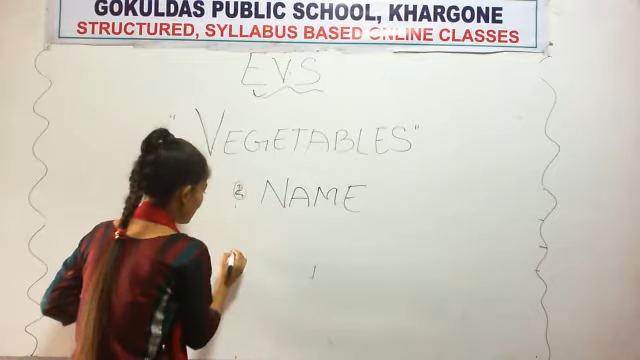 GOKULDAS PUBLIC SCHOOL, KHARGONE
STRUCTURED, SYLLABUS BASED ONLINE CLASSES
EVS
"VEGETABLES"
NAME